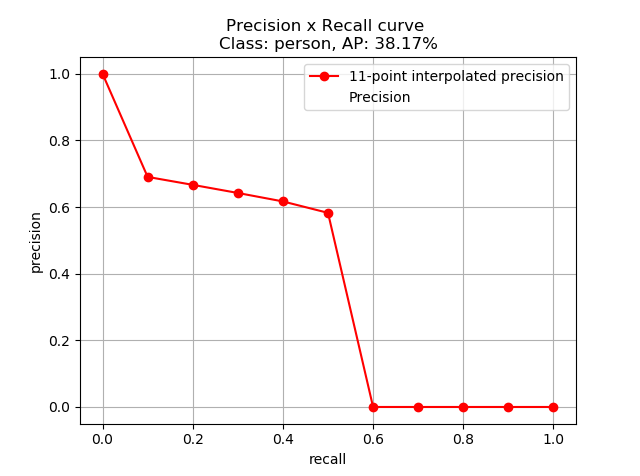 Precision x Recall curve
Class: person, AP: 38.17%
11-point interpolated precision
Precision
1.0
0.8
0.6
0.4
0.2
0.0
precision
0.0 0.2 0.4 0.6 0.8 1.0
recall